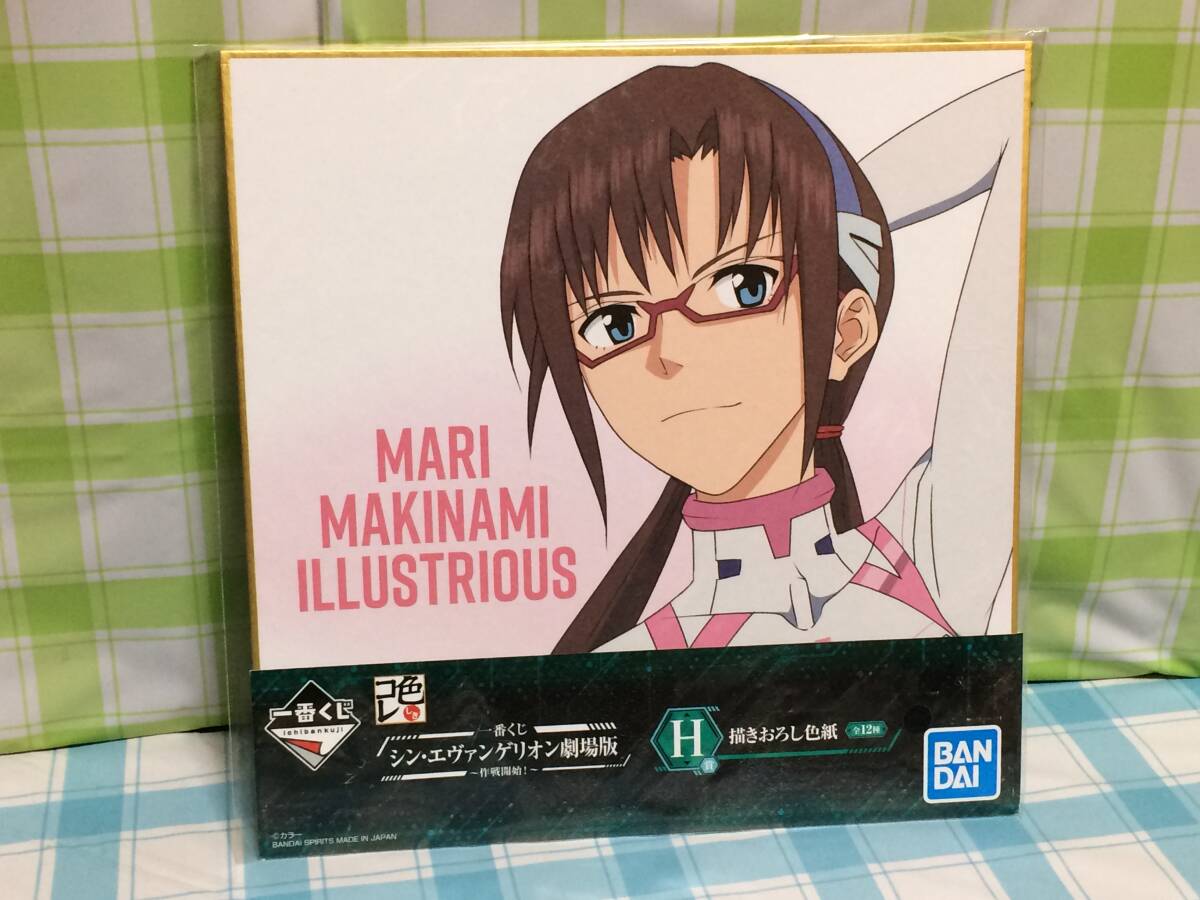 MARI
MAKINAMI
ILLUSTRIOUS
一番くじ
ichibankuji
色しき
コレ
一番くじ
シン・エヴァンゲリオン劇場版
～作戦開始！～
H
賞
描きおろし色紙
全12種
BAN
DAI
©カラー
BANDAI SPIRITS MADE IN JAPAN